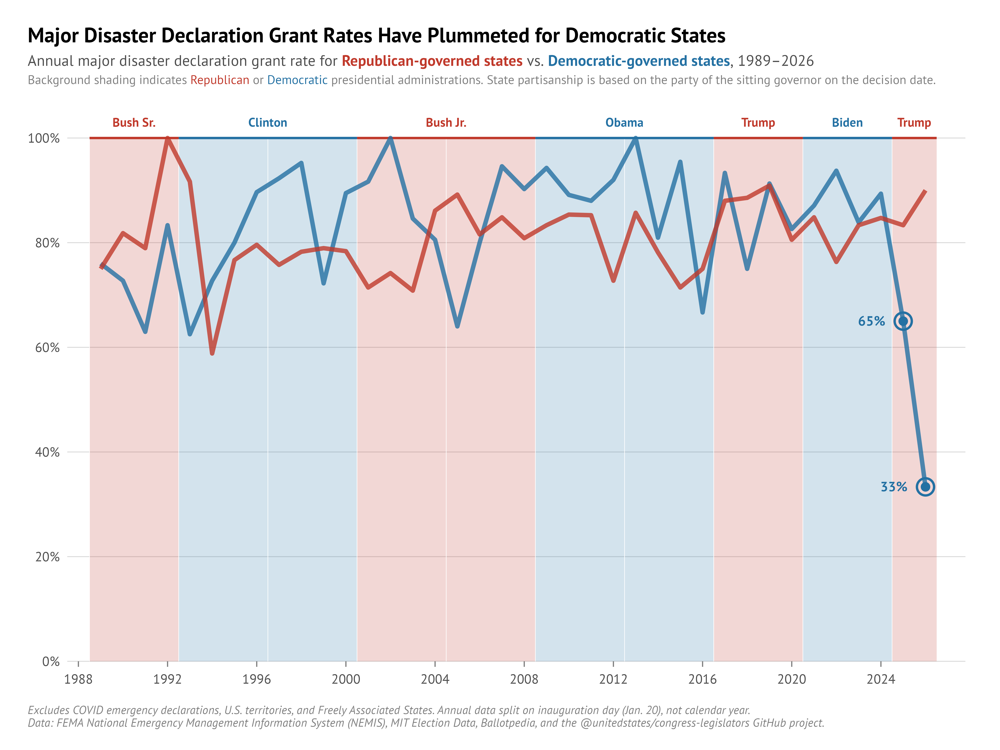 Major Disaster Declaration Grant Rates Have Plummeted for Democratic States
Annual major disaster declaration grant rate for Republican-governed states vs. Democratic-governed states, 1989–2026
Background shading indicates Republican or Democratic presidential administrations. State partisanship is based on the party of the sitting governor on the decision date.
Bush Sr. Clinton Bush Jr. Obama Trump Biden Trump
100%
80%
65%
60%
40%
33%
20%
0%
1988 1992 1996 2000 2004 2008 2012 2016 2020 2024
Excludes COVID emergency declarations, U.S. territories, and Freely Associated States. Annual data split on inauguration day (Jan. 20), not calendar year.
Data: FEMA National Emergency Management Information System (NEMIS), MIT Election Data, Ballotpedia, and the @unitedstates/congress-legislators GitHub project.